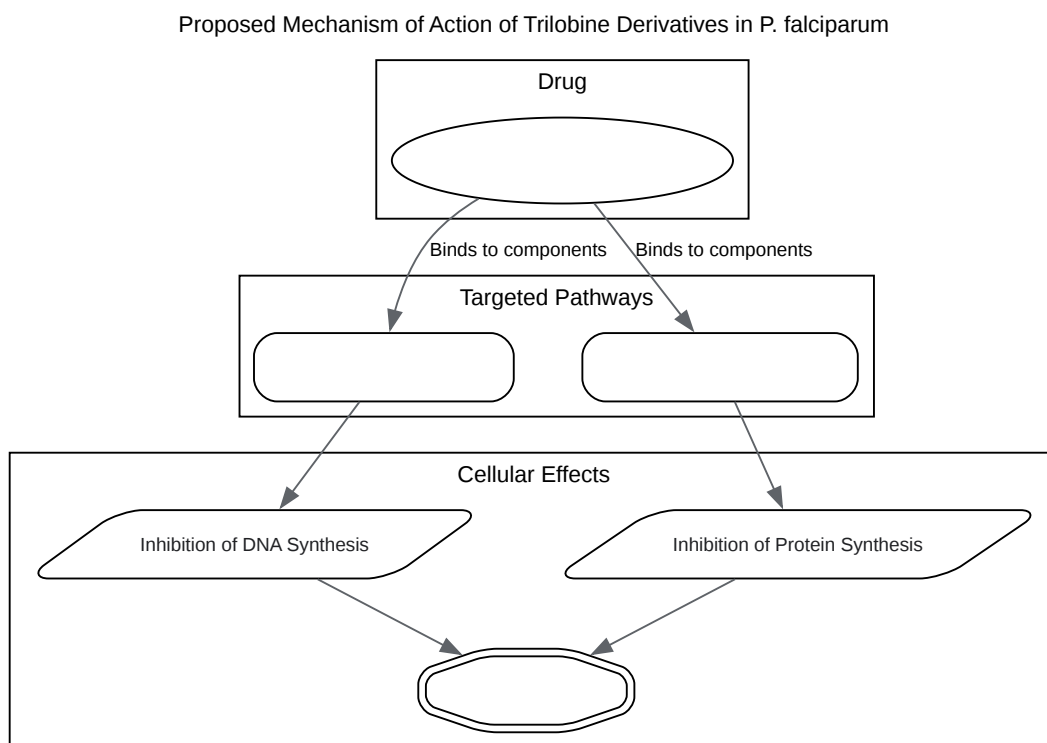 Proposed Mechanism of Action of Trilobine Derivatives in P. falciparum
Drug
Binds to components
Binds to components
Targeted Pathways
Cellular Effects
Inhibition of DNA Synthesis
Inhibition of Protein Synthesis